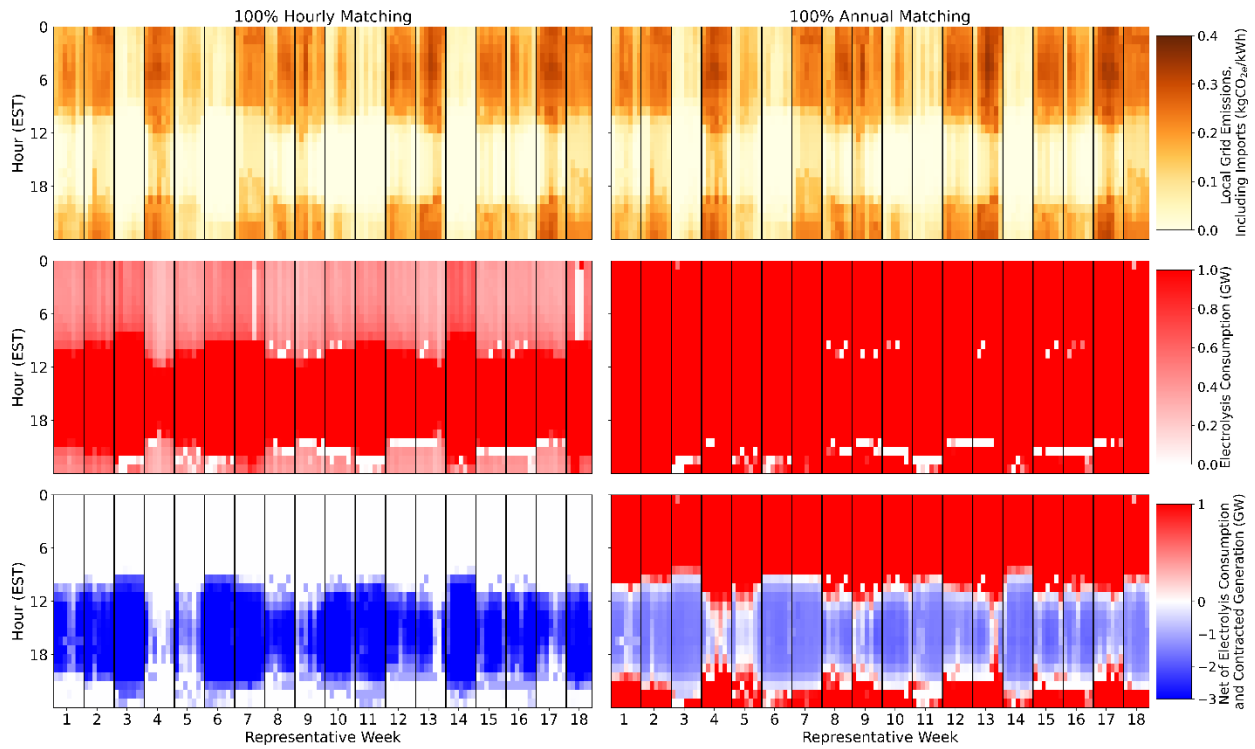 100% Hourly Matching
100% Annual Matching
Hour (EST)
0
6
12
18
0.4
0.3
0.2
0.1
0.0
Local Grid Emissions,
Including Imports (kgCO2e/kWh)
Hour (EST)
0
6
12
18
1.0
0.8
0.6
0.4
0.2
0.0
Electrolysis Consumption (GW)
Hour (EST)
0
6
12
18
1
0
−1
−2
−3
Net of Electrolysis Consumption
and Contracted Generation (GW)
1 2 3 4 5 6 7 8 9 10 11 12 13 14 15 16 17 18
Representative Week
1 2 3 4 5 6 7 8 9 10 11 12 13 14 15 16 17 18
Representative Week